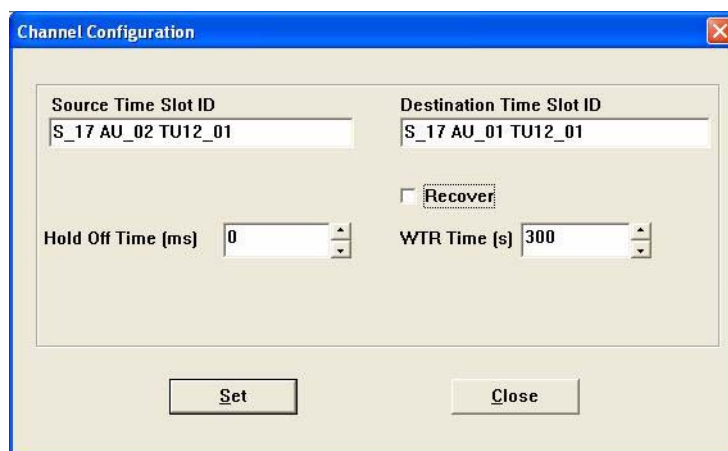 Channel Configuration
Source Time Slot ID
Destination Time Slot ID
S_17 AU_02 TU12_01
S_17 AU_01 TU12_01
Recover
Hold Off Time (ms)
0
WTR Time (s)
300
Set
Close